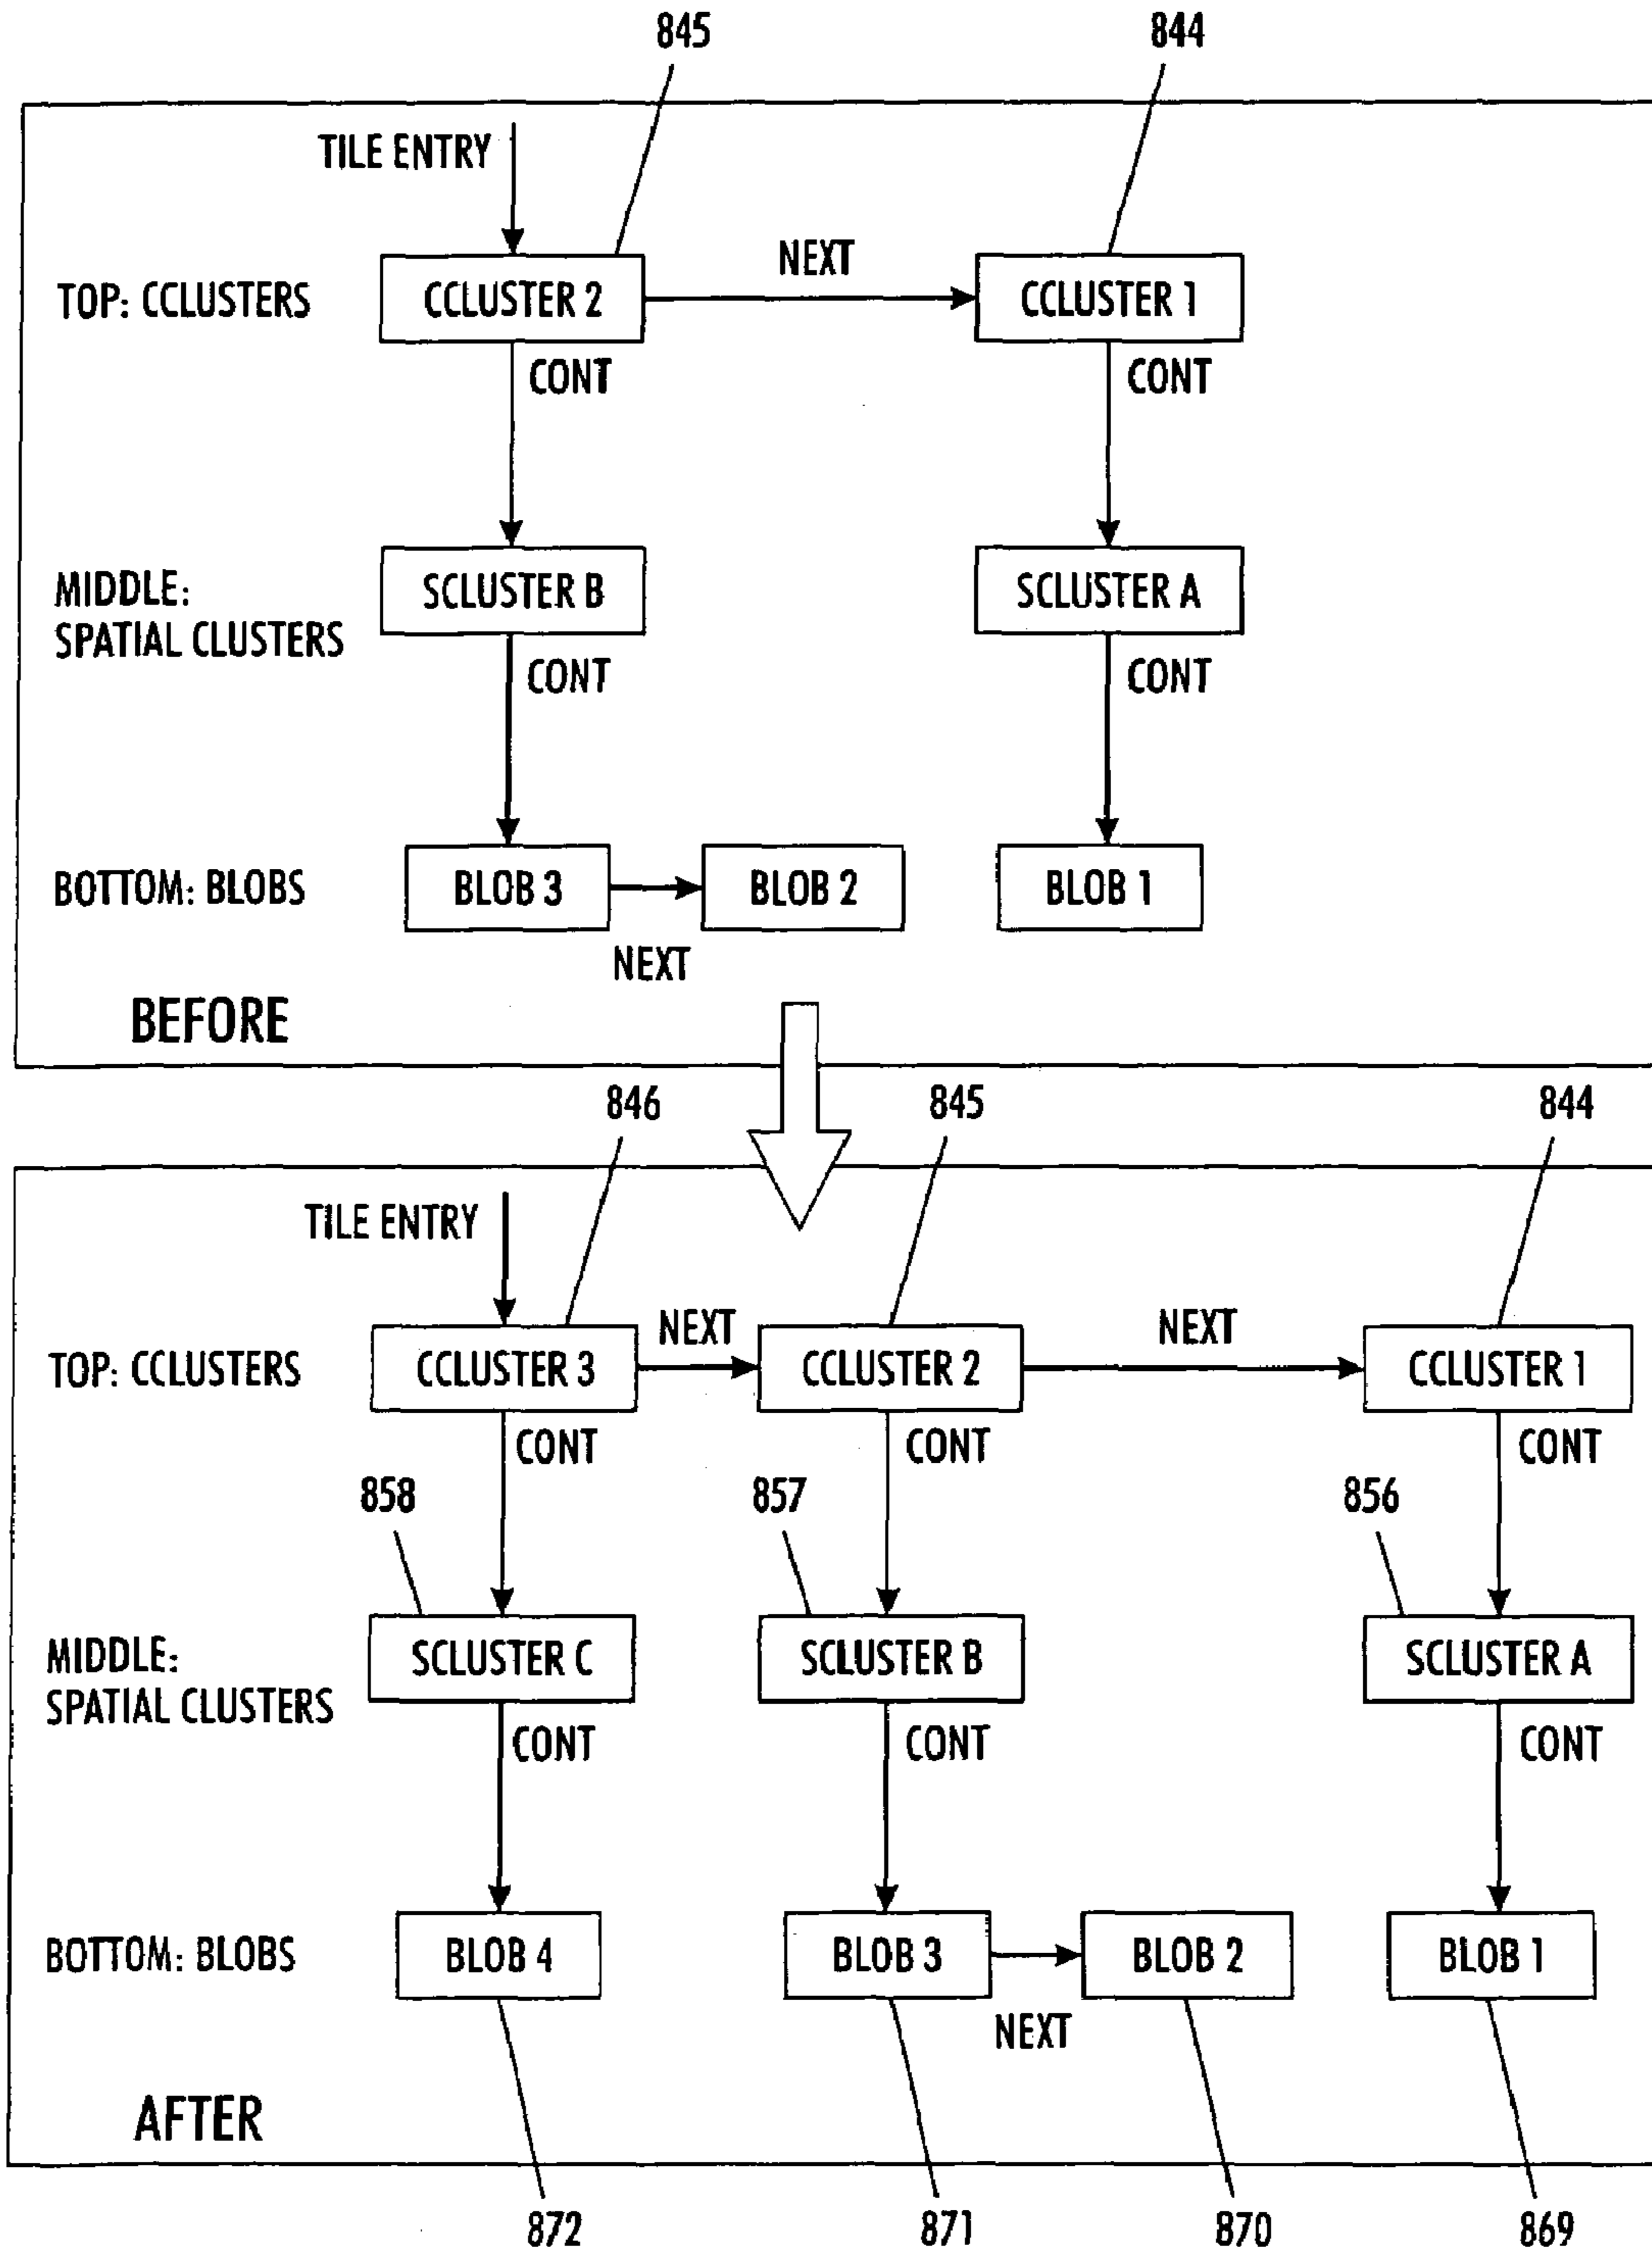 845
844
TILE ENTRY
NEXT
TOP: CCLUSTERS
CCLUSTER 2
CCLUSTER 1
CONT
CONT
MIDDLE:
SPATIAL CLUSTERS
SCLUSTER B
SCLUSTER A
CONT
CONT
BOTTOM: BLOBS
BLOB 3
BLOB 2
BLOB 1
NEXT
BEFORE
846
845
844
TILE ENTRY
NEXT
NEXT
TOP: CCLUSTERS
CCLUSTER 3
CCLUSTER 2
CCLUSTER 1
CONT
CONT
CONT
858
857
856
MIDDLE:
SPATIAL CLUSTERS
SCLUSTER C
SCLUSTER B
SCLUSTER A
CONT
CONT
CONT
BOTTOM: BLOBS
BLOB 4
BLOB 3
BLOB 2
BLOB 1
NEXT
AFTER
872
871
870
869